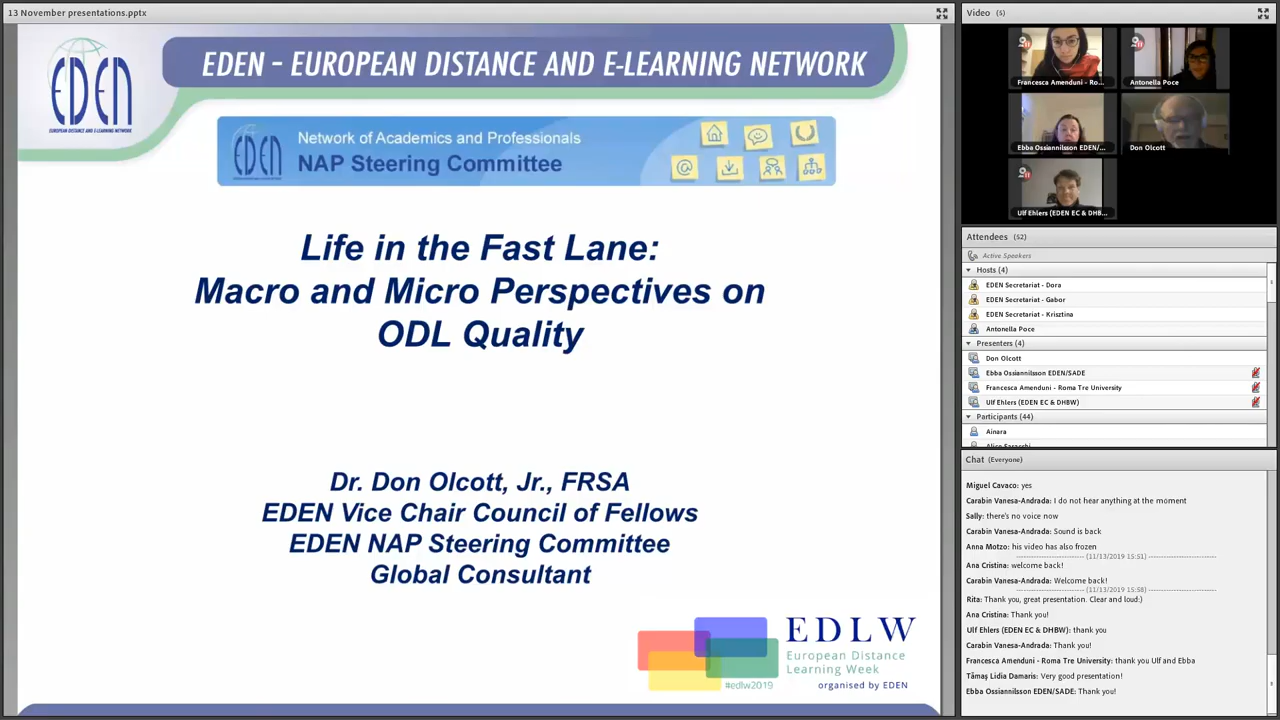 13 November presentations.pptx
EDEN
EUROPEAN DISTANCE AND E-LEARNING NETWORK
EDEN – EUROPEAN DISTANCE AND E-LEARNING NETWORK
EDEN
Network of Academics and Professionals
NAP Steering Committee
@
Life in the Fast Lane:
Macro and Micro Perspectives on
ODL Quality
Dr. Don Olcott, Jr., FRSA
EDEN Vice Chair Council of Fellows
EDEN NAP Steering Committee
Global Consultant
EDLW
European Distance
Learning Week
#edlw2019
organised by EDEN
Video (5)
Francesca Amenduni - Ro...
Antonella Poce
Ebba Ossiannilsson EDEN/...
Don Olcott
Ulf Ehlers (EDEN EC & DHB...
Attendees (52)
Active Speakers
Hosts (4)
EDEN Secretariat - Dora
EDEN Secretariat - Gabor
EDEN Secretariat - Krisztina
Antonella Poce
Presenters (4)
Don Olcott
Ebba Ossiannilsson EDEN/SADE
Francesca Amenduni - Roma Tre University
Ulf Ehlers (EDEN EC & DHBW)
Participants (44)
Ainara
Chat (Everyone)
Miguel Cavaco: yes
Carabin Vanesa-Andrada: I do not hear anything at the moment
Sally: there's no voice now
Carabin Vanesa-Andrada: Sound is back
Anna Motzo: his video has also frozen
(11/13/2019 15:51)
Ana Cristina: welcome back!
Carabin Vanesa-Andrada: Welcome back!
(11/13/2019 15:58)
Rita: Thank you, great presentation. Clear and loud:)
Ana Cristina: Thank you!
Ulf Ehlers (EDEN EC & DHBW): thank you
Carabin Vanesa-Andrada: Thank you!
Francesca Amenduni - Roma Tre University: thank you Ulf and Ebba
Tămaș Lidia Damaris: Very good presentation!
Ebba Ossiannilsson EDEN/SADE: Thank you!